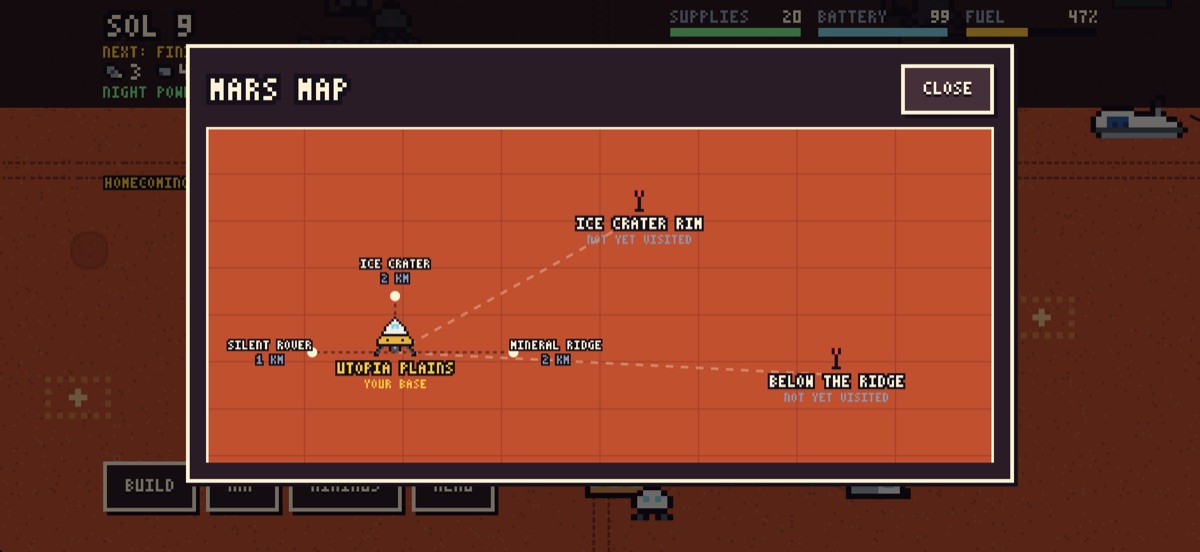 SOL 9
SUPPLIES 20 BATTERY 99 FUEL 47%
NEXT:
3
NIGHT
MARS MAP
CLOSE
HOMECOMING
ICE CRATER RIM
NOT YET VISITED
ICE CRATER
2 KM
SILENT ROVER
1 KM
MINERAL RIDGE
2 KM
UTOPIA PLAINS
YOUR BASE
BELOW THE RIDGE
NOT YET VISITED
BUILD